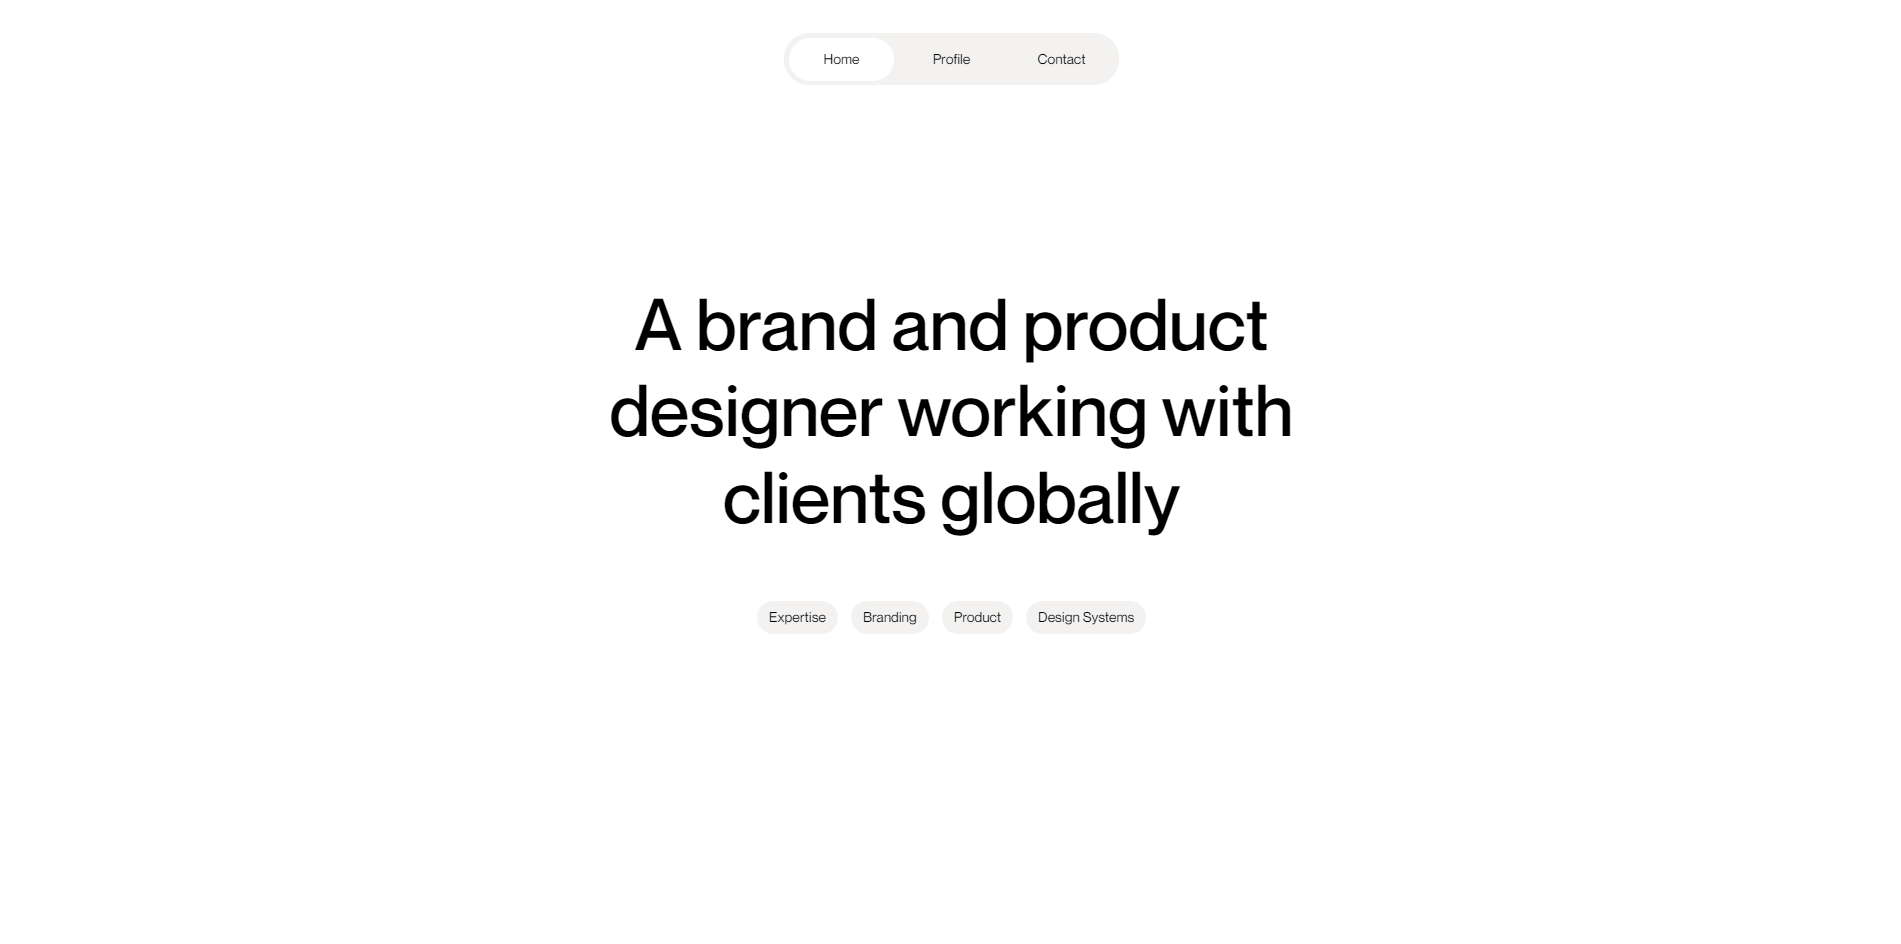 Home Profile Contact
A brand and product
designer working with
clients globally
Expertise Branding Product Design Systems